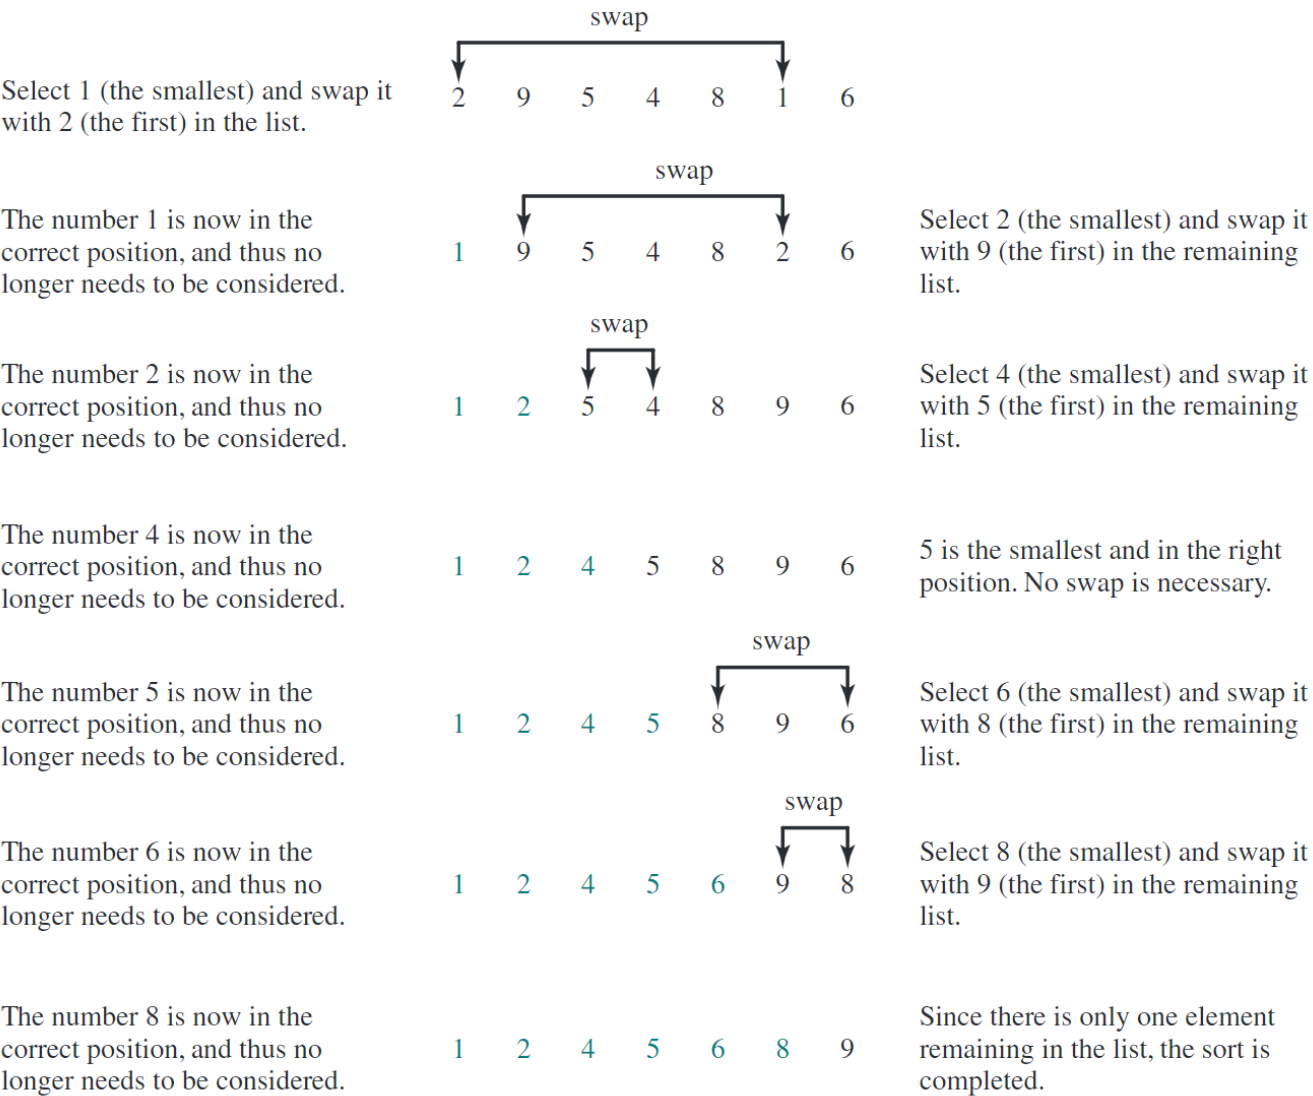 swap
Select 1 (the smallest) and swap it
with 2 (the first) in the list.
2 9 5 4 8 1 6
swap
The number 1 is now in the
correct position, and thus no
longer needs to be considered.
1 9 5 4 8 2 6
Select 2 (the smallest) and swap it
with 9 (the first) in the remaining
list.
swap
The number 2 is now in the
correct position, and thus no
longer needs to be considered.
1 2 5 4 8 9 6
Select 4 (the smallest) and swap it
with 5 (the first) in the remaining
list.
The number 4 is now in the
correct position, and thus no
longer needs to be considered.
1 2 4 5 8 9 6
5 is the smallest and in the right
position. No swap is necessary.
swap
The number 5 is now in the
correct position, and thus no
longer needs to be considered.
1 2 4 5 8 9 6
Select 6 (the smallest) and swap it
with 8 (the first) in the remaining
list.
swap
The number 6 is now in the
correct position, and thus no
longer needs to be considered.
1 2 4 5 6 9 8
Select 8 (the smallest) and swap it
with 9 (the first) in the remaining
list.
The number 8 is now in the
correct position, and thus no
longer needs to be considered.
1 2 4 5 6 8 9
Since there is only one element
remaining in the list, the sort is
completed.